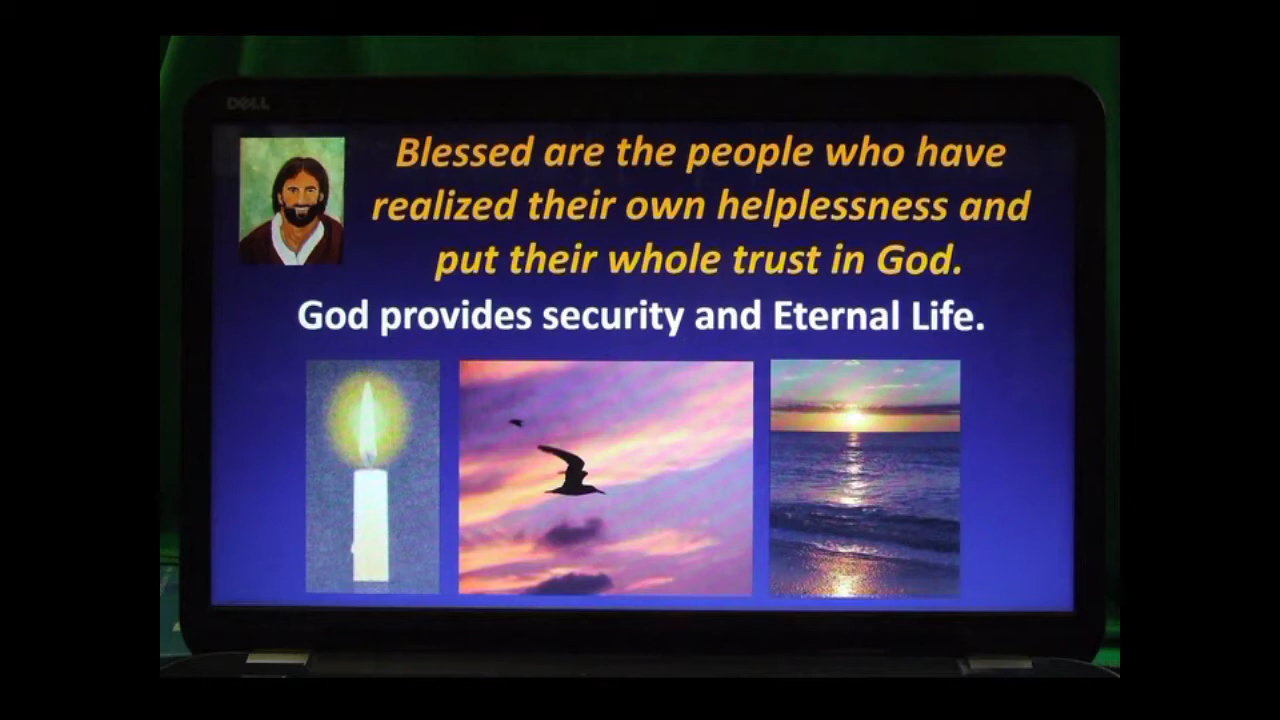 DELL
Blessed are the people who have
realized their own helplessness and
put their whole trust in God.
God provides security and Eternal Life.